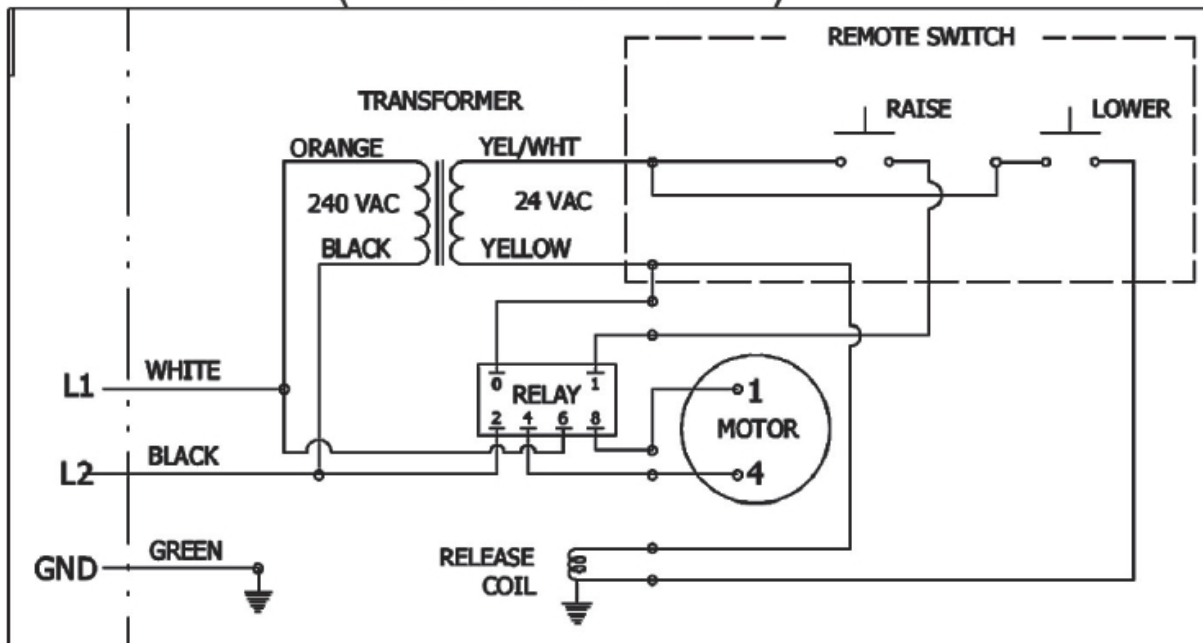 REMOTE SWITCH
TRANSFORMER
RAISE
LOWER
ORANGE
YEL/WHT
240 VAC
24 VAC
BLACK
YELLOW
L1
WHITE
0
1
RELAY
2 4 6 8
1
MOTOR
4
L2
BLACK
GND
GREEN
RELEASE
COIL